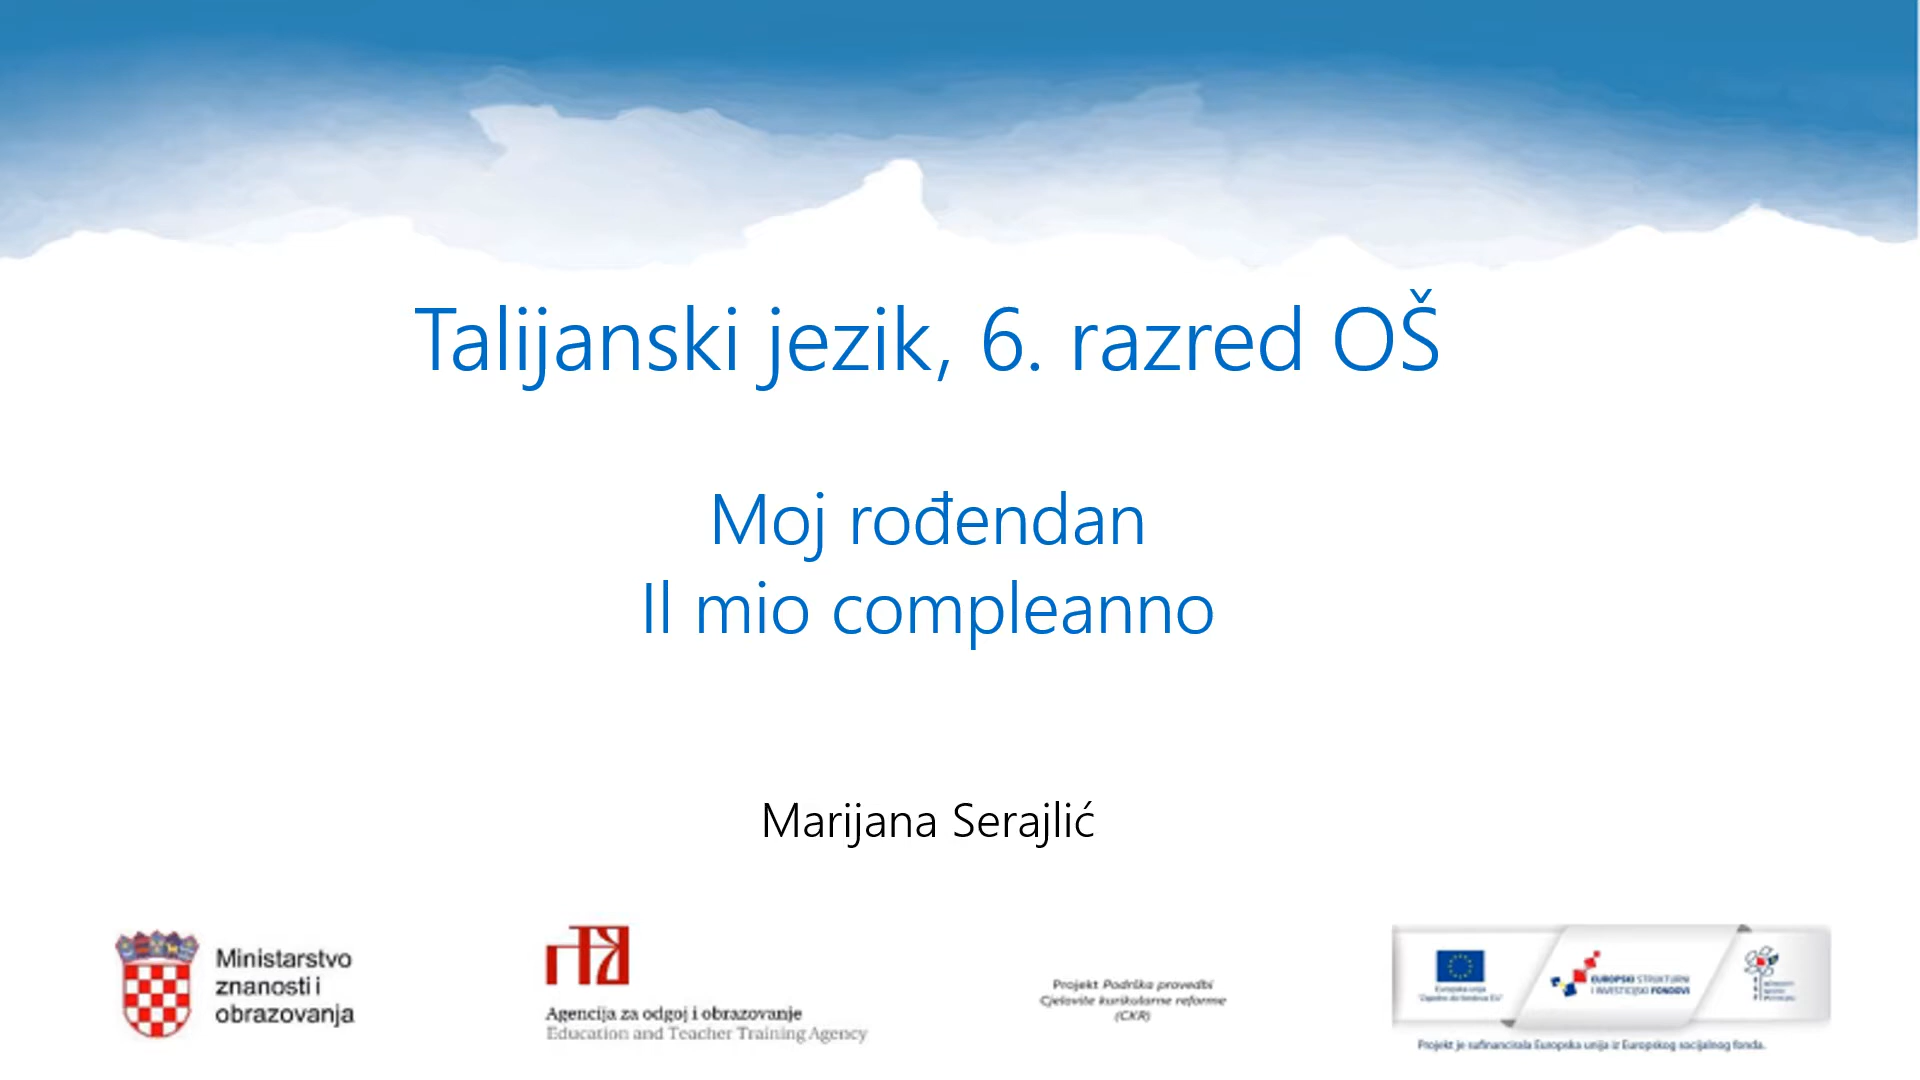 Talijanski jezik, 6. razred OŠ
Moj rođendan
Il mio compleanno
Marijana Serajlić
Ministarstvo
znanosti i
obrazovanja
Agencija za odgoj i obrazovanje
Education and Teacher Training Agency
Projekt Podrška provedbi
Cjelovite kurikularne reforme
(CKR)
Europska unija
"Zajedno do fondova EU"
EUROPSKI STRUKTURNI
I INVESTICIJSKI FONDOVI
Projekt je sufinancirala Europska unija iz Europskog socijalnog fonda.